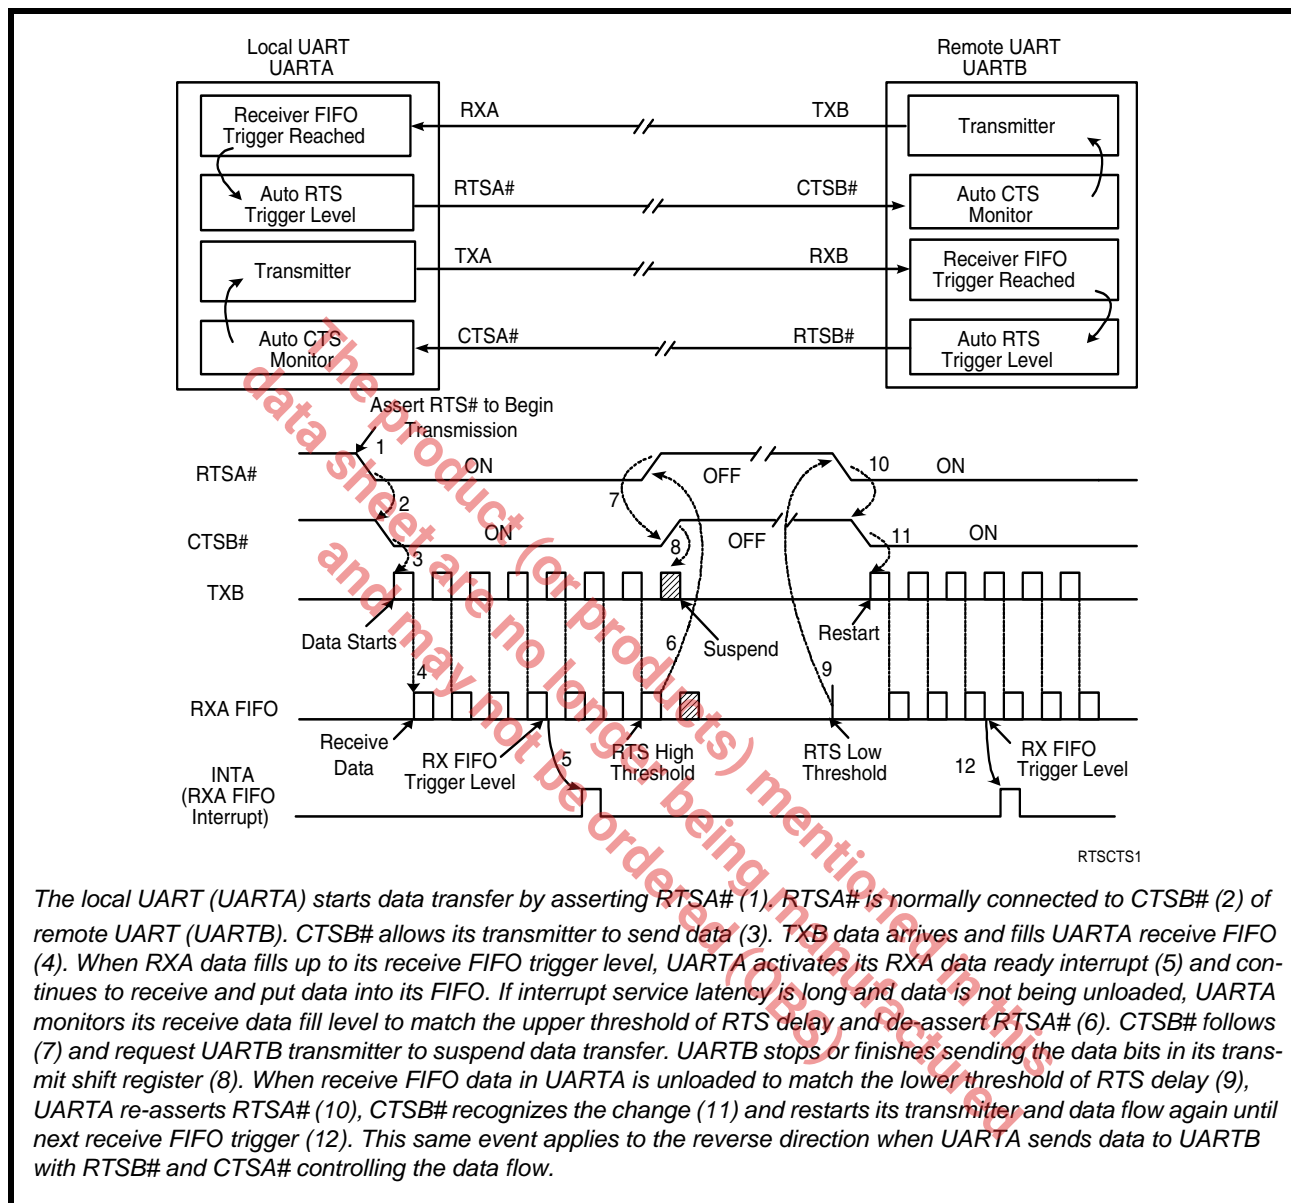 Local UART
UARTA
Remote UART
UARTB
Receiver FIFO
Trigger Reached
RXA
TXB
Transmitter
Auto RTS
Trigger Level
RTSA#
CTSB#
Auto CTS
Monitor
Transmitter
TXA
RXB
Receiver FIFO
Trigger Reached
Auto CTS
Monitor
CTSA#
RTSB#
Auto RTS
Trigger Level
Assert RTS# to Begin
Transmission
RTSA#
1
ON
7
OFF
10
ON
2
CTSB#
3
ON
8
OFF
11
ON
TXB
Data Starts
6
Suspend
Restart
4
9
RXA FIFO
Receive
Data
RX FIFO
Trigger Level
5
RTS High
Threshold
RTS Low
Threshold
12
RX FIFO
Trigger Level
INTA
(RXA FIFO
Interrupt)
RTSCTS1
The local UART (UARTA) starts data transfer by asserting RTSA# (1). RTSA# is normally connected to CTSB# (2) of
remote UART (UARTB). CTSB# allows its transmitter to send data (3). TXB data arrives and fills UARTA receive FIFO
(4). When RXA data fills up to its receive FIFO trigger level, UARTA activates its RXA data ready interrupt (5) and con-
tinues to receive and put data into its FIFO. If interrupt service latency is long and data is not being unloaded, UARTA
monitors its receive data fill level to match the upper threshold of RTS delay and de-assert RTSA# (6). CTSB# follows
(7) and request UARTB transmitter to suspend data transfer. UARTB stops or finishes sending the data bits in its trans-
mit shift register (8). When receive FIFO data in UARTA is unloaded to match the lower threshold of RTS delay (9),
UARTA re-asserts RTSA# (10), CTSB# recognizes the change (11) and restarts its transmitter and data flow again until
next receive FIFO trigger (12). This same event applies to the reverse direction when UARTA sends data to UARTB
with RTSB# and CTSA# controlling the data flow.
The product (or products) mentioned in this
data sheet are no longer being manufactured
and may not be ordered (OBS)